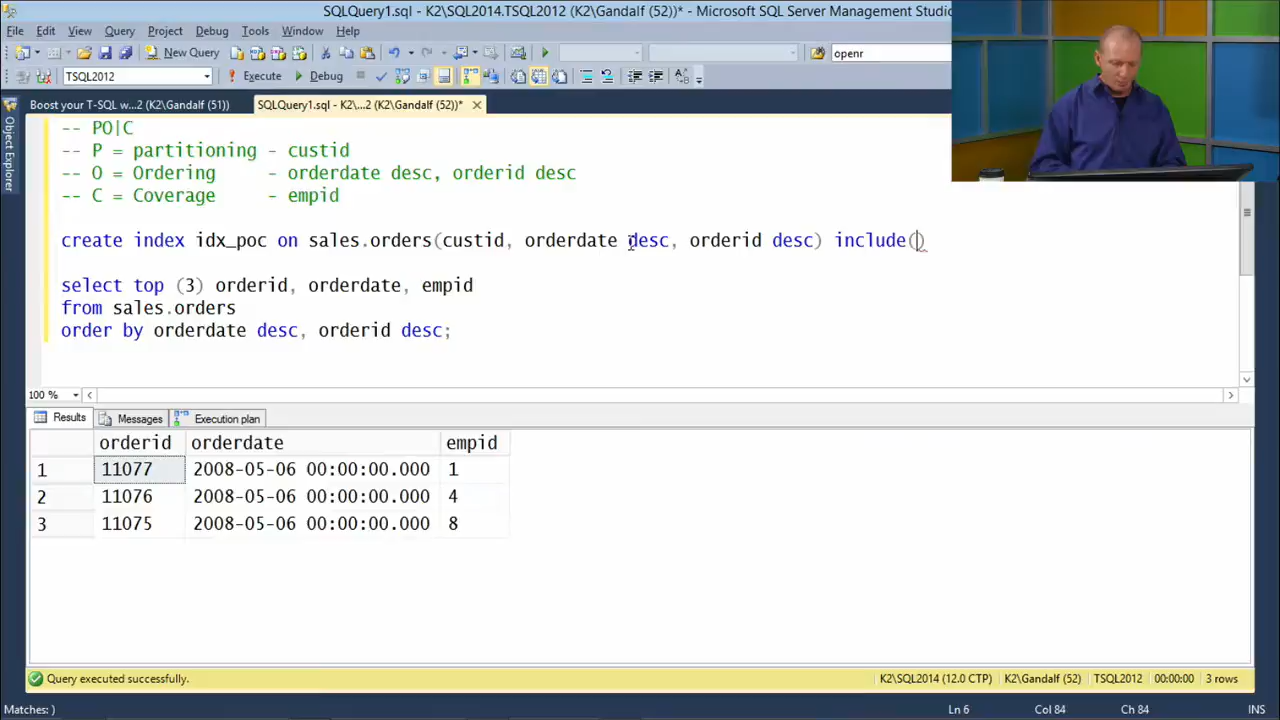 SQLQuery1.sql - K2\SQL2014.TSQL2012 (K2\Gandalf (52))* - Microsoft SQL Server Management Studio
File Edit View Query Project Debug Tools Window Help
New Query
openr
TSQL2012
Execute
Debug
Boost your T-SQL w...2 (K2\Gandalf (51))
SQLQuery1.sql - K2\...2 (K2\Gandalf (52))*
Object Explorer
-- PO|C
-- P = partitioning - custid
-- O = Ordering - orderdate desc, orderid desc
-- C = Coverage - empid
create index idx_poc on sales.orders(custid, orderdate desc, orderid desc) include()
select top (3) orderid, orderdate, empid
from sales.orders
order by orderdate desc, orderid desc;
100 %
Results Messages Execution plan
orderid orderdate empid
1 11077 2008-05-06 00:00:00.000 1
2 11076 2008-05-06 00:00:00.000 4
3 11075 2008-05-06 00:00:00.000 8
Query executed successfully.
K2\SQL2014 (12.0 CTP) K2\Gandalf (52) TSQL2012 00:00:00 3 rows
Matches: )
Ln 6 Col 84 Ch 84 INS